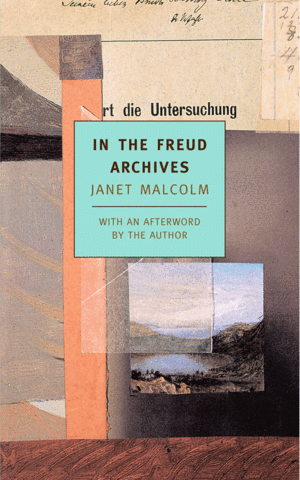 rt die Untersuchung
IN THE FREUD
ARCHIVES
JANET MALCOLM
WITH AN AFTERWORD
BY THE AUTHOR